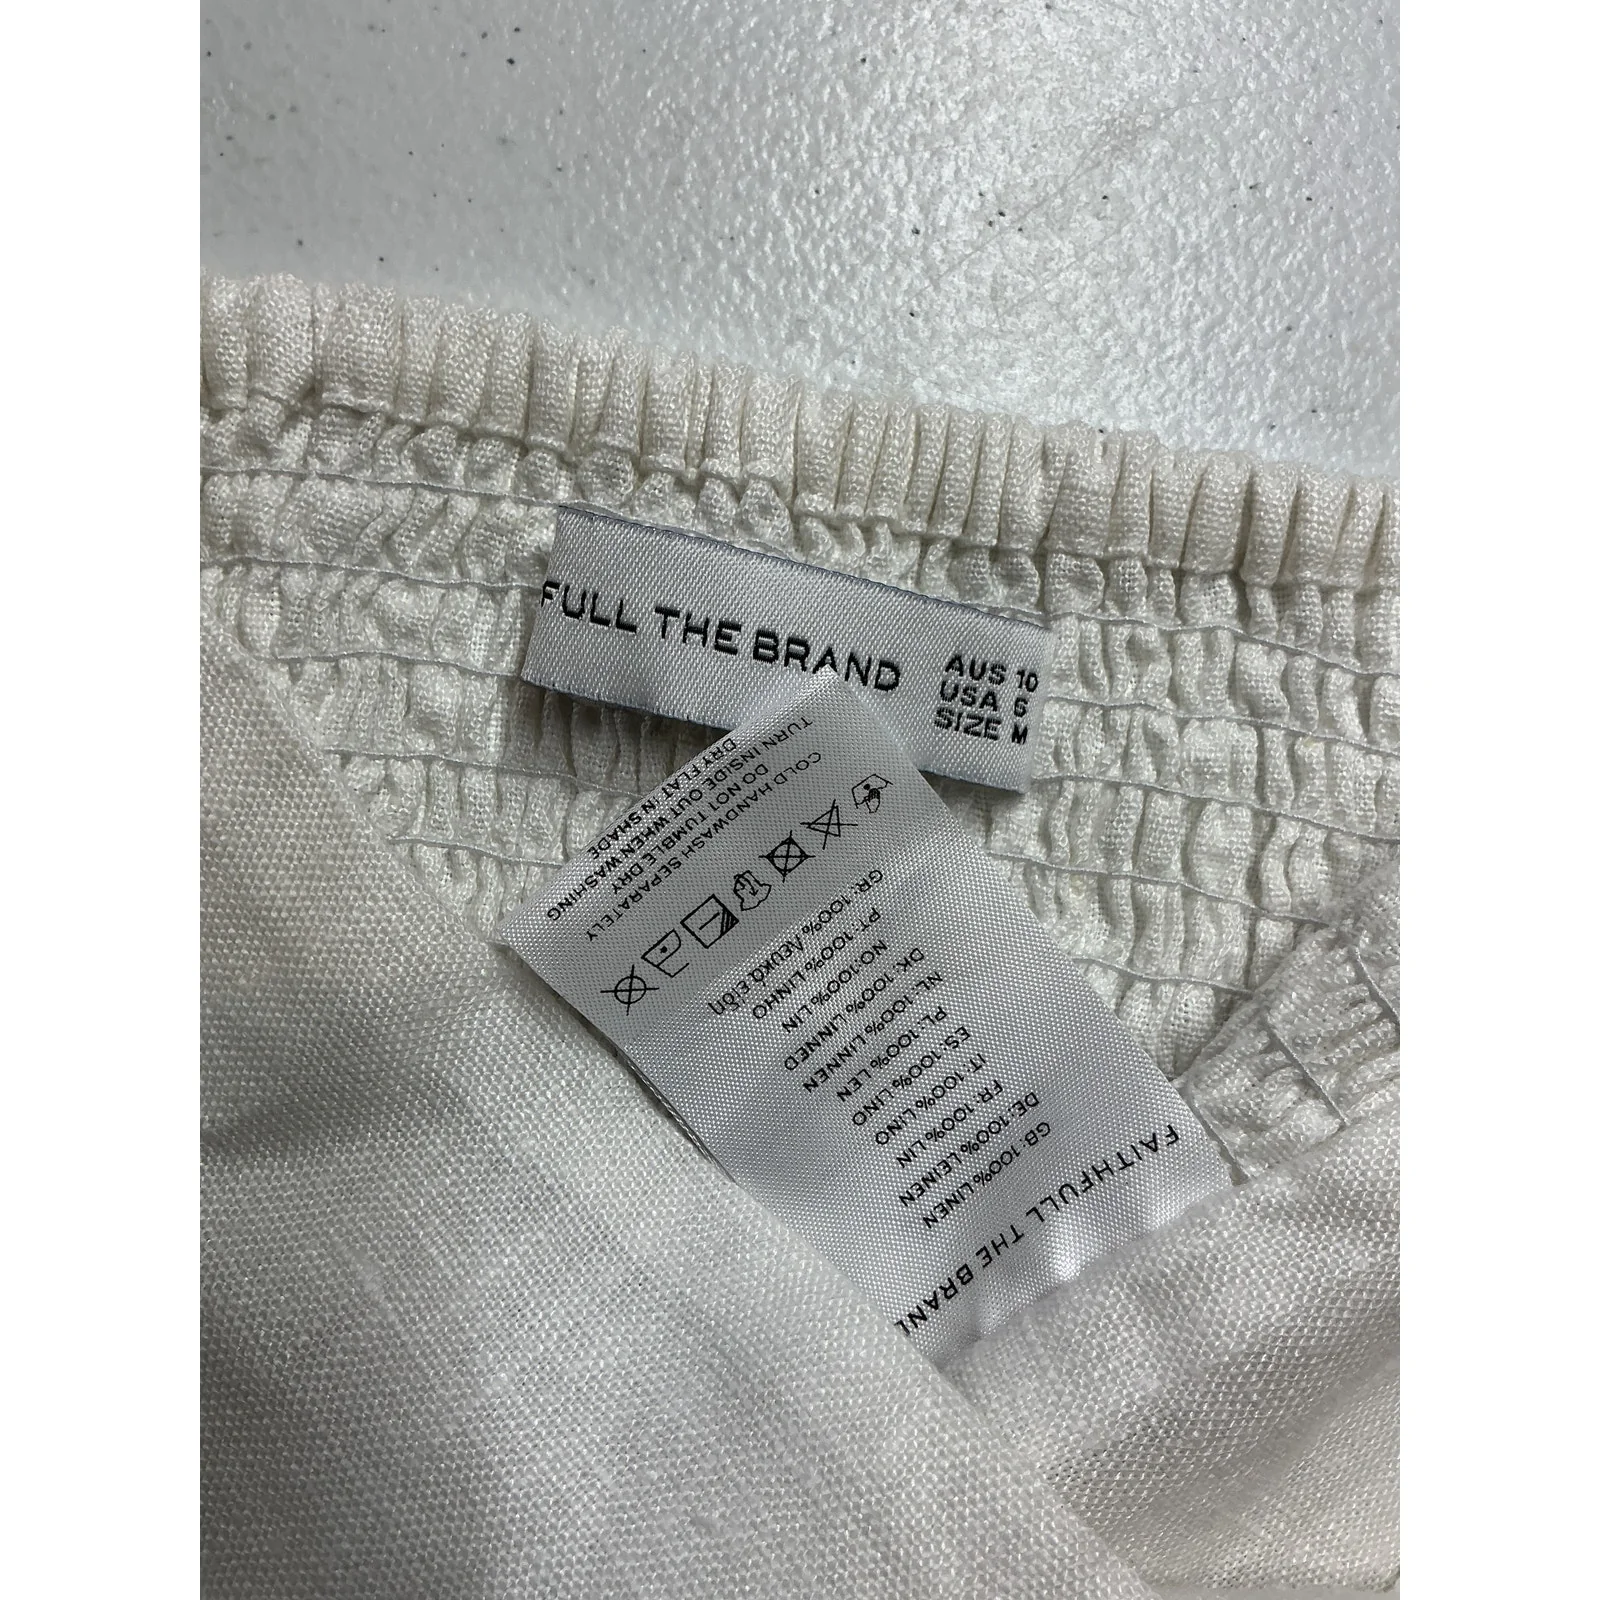 FULL THE BRAND
AUS 10
USA 6
SIZE M
FAITHFULL THE BRAND
GB: 100% LINEN
DE: 100% LEINEN
FR: 100% LIN
IT 100% LINO
ES: 100% LINO
PL: 100% LEN
NL 100% LINNEN
DK: 100% LINNED
NO: 100% LIN
PT: 100% LINHO
GR: 100% Λευκά είδη
COLD HANDWASH SEPARATELY
DO NOT TUMBLE DRY
TURN INSIDE OUT WHEN WASHING
DRY FLAT IN SHADE